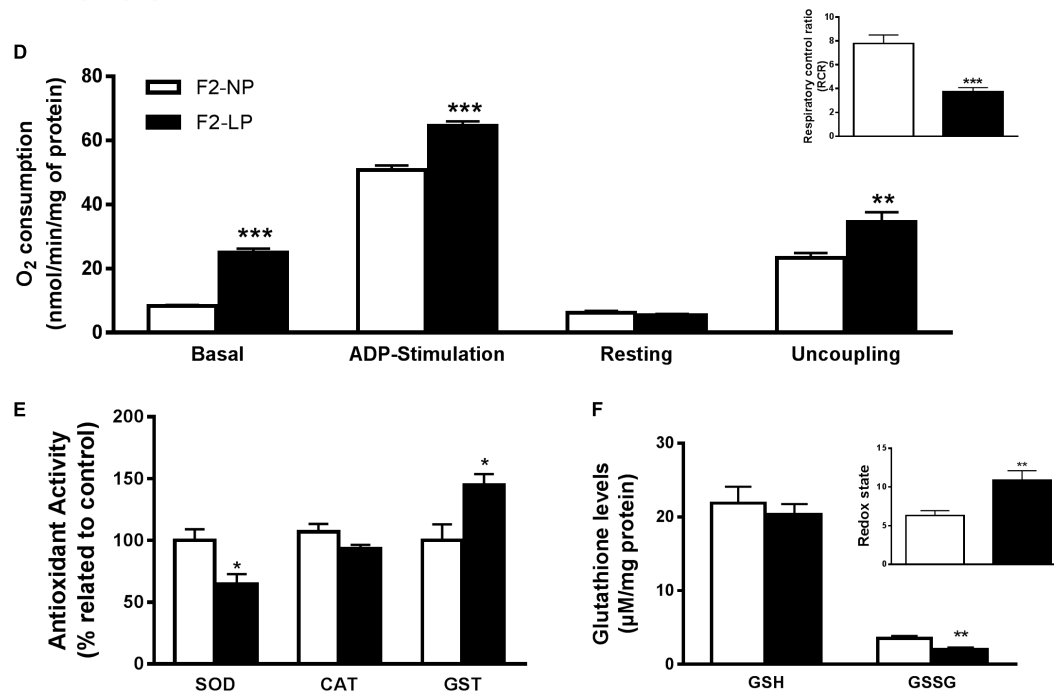 D
O2 consumption
(nmol/min/mg of protein)
80
60
40
20
0
F2-NP
F2-LP
***
***
**
Basal
ADP-Stimulation
Resting
Uncoupling
Respiratory control ratio
(RCR)
10
8
6
4
2
0
***
E
Antioxidant Activity
(% related to control)
200
150
100
50
0
*
*
SOD
CAT
GST
F
Glutathione levels
(µM/mg protein)
30
20
10
0
**
GSH
GSSG
Redox state
15
10
5
0
**